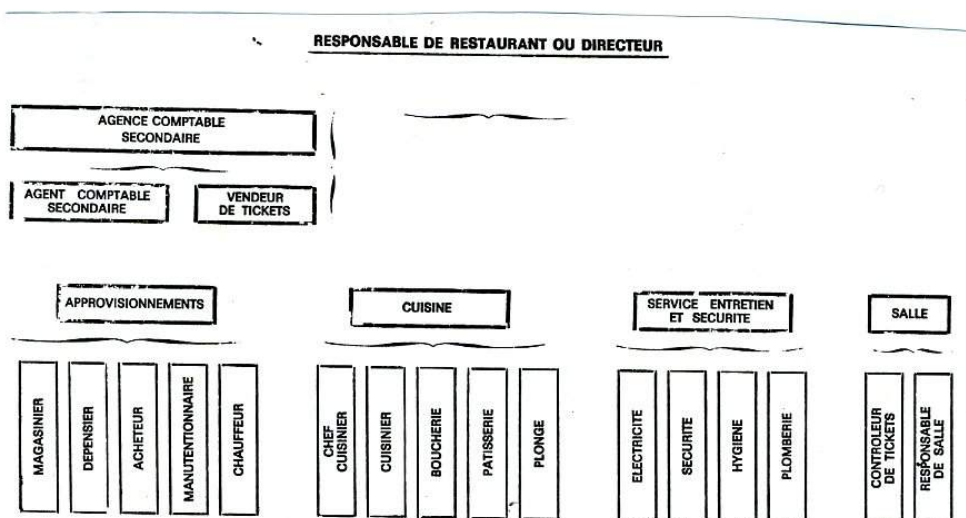 RESPONSABLE DE RESTAURANT OU DIRECTEUR
AGENCE COMPTABLE
SECONDAIRE
AGENT COMPTABLE
SECONDAIRE
VENDEUR
DE TICKETS
APPROVISIONNEMENTS
CUISINE
SERVICE ENTRETIEN
ET SECURITE
SALLE
MAGASINIER
DEPENSIER
ACHETEUR
MANUTENTIONNAIRE
CHAUFFEUR
CHEF
CUISINIER
CUISINIER
BOUCHERIE
PATISSERIE
PLONGE
ELECTRICITE
SECURITE
HYGIENE
PLOMBERIE
CONTROLEUR
DE TICKETS
RESPONSABLE
DE SALLE